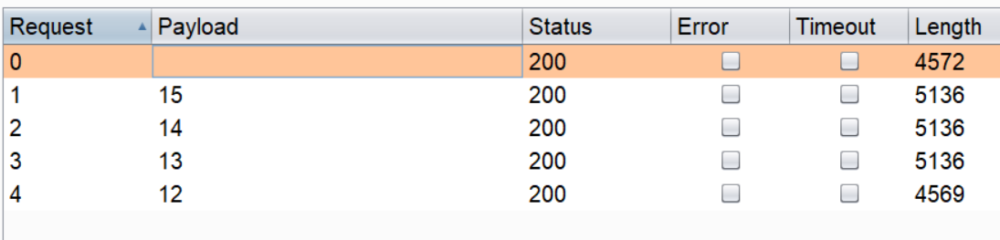 Request Payload Status Error Timeout Length
0 200 4572
1 15 200 5136
2 14 200 5136
3 13 200 5136
4 12 200 4569